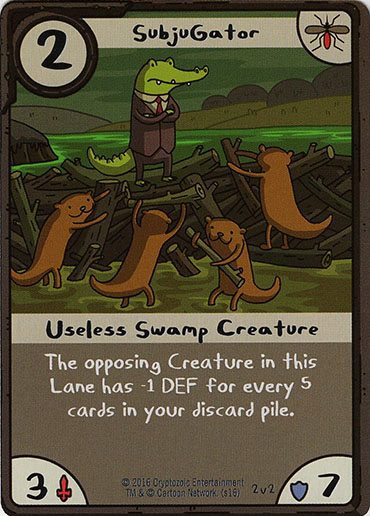 2
SubjuGator
Useless Swamp Creature
The opposing Creature in this
Lane has -1 DEF for every 5
cards in your discard pile.
© 2016 Cryptozoic Entertainment
TM & © Cartoon Network. (s16)
2v2
3
7